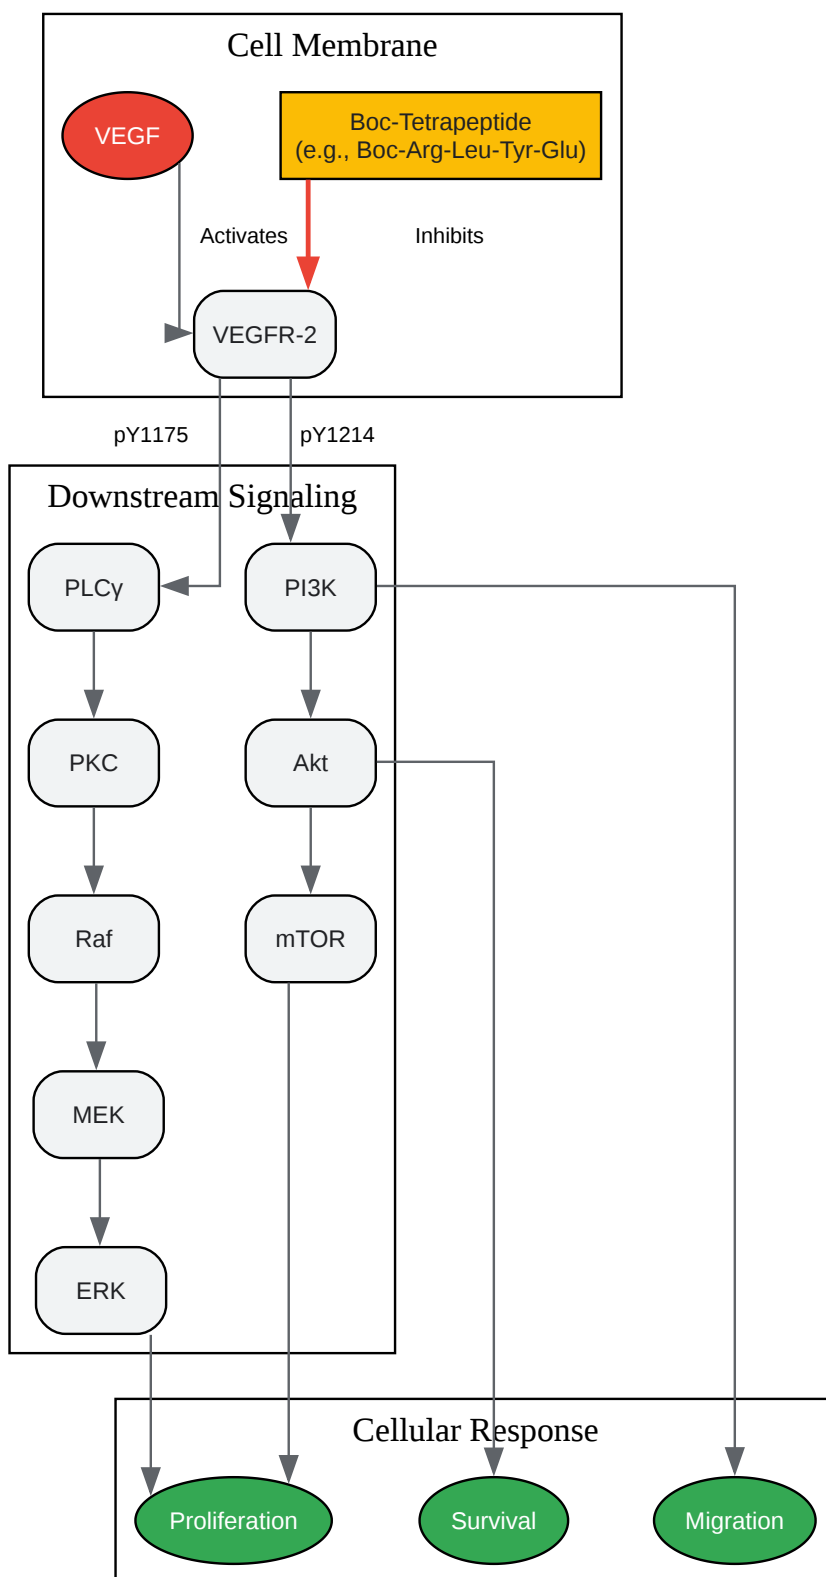 Cell Membrane
VEGF
Boc-Tetrapeptide
(e.g., Boc-Arg-Leu-Tyr-Glu)
Activates
Inhibits
VEGFR-2
pY1175
pY1214
Downstream Signaling
PLCγ
PI3K
PKC
Akt
Raf
mTOR
MEK
ERK
Cellular Response
Proliferation
Survival
Migration